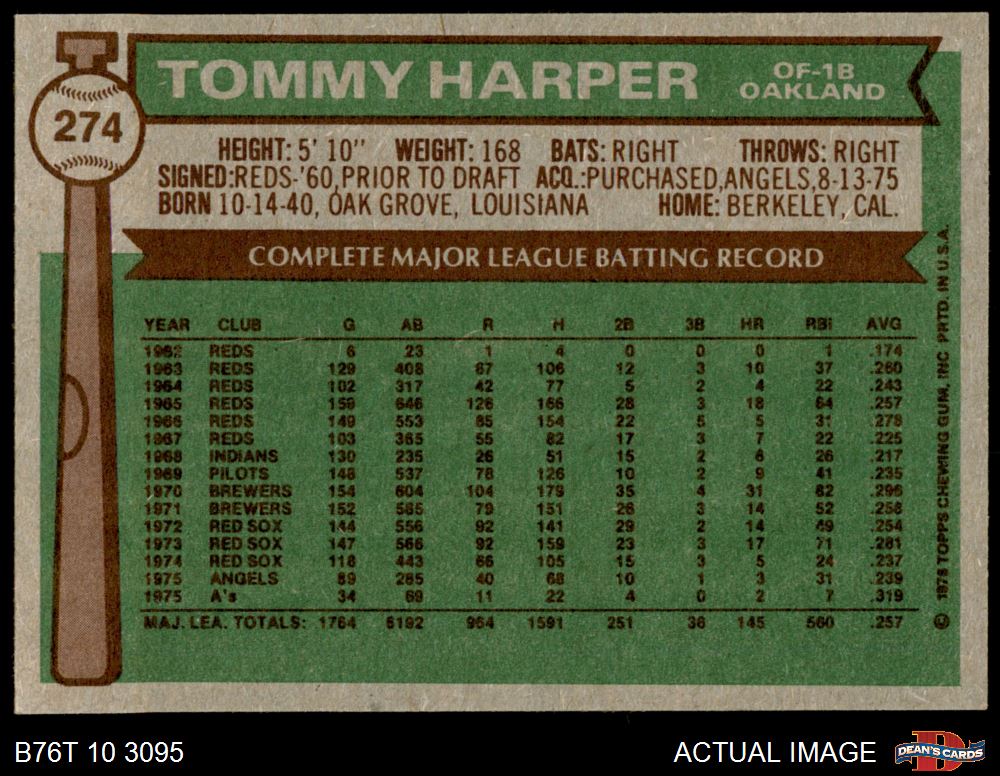 274
TOMMY HARPER
OF-1B
OAKLAND
HEIGHT: 5' 10" WEIGHT: 168 BATS: RIGHT THROWS: RIGHT
SIGNED:REDS-'60,PRIOR TO DRAFT ACQ.:PURCHASED,ANGELS,8-13-75
BORN 10-14-40, OAK GROVE, LOUISIANA HOME: BERKELEY, CAL.
COMPLETE MAJOR LEAGUE BATTING RECORD
YEAR CLUB G AB R H 2B 3B HR RBI AVG
1962 REDS 6 23 1 4 0 0 0 1 .174
1963 REDS 129 408 87 106 12 3 10 37 .260
1964 REDS 102 317 42 77 5 2 4 22 .243
1965 REDS 159 646 126 166 28 3 18 64 .257
1966 REDS 149 553 85 154 22 5 5 31 .278
1967 REDS 103 365 55 82 17 3 7 22 .225
1968 INDIANS 130 235 26 51 15 2 6 26 .217
1969 PILOTS 148 537 78 126 10 2 9 41 .235
1970 BREWERS 154 604 104 179 35 4 31 82 .296
1971 BREWERS 152 585 79 151 26 3 14 52 .258
1972 RED SOX 144 556 92 141 29 2 14 49 .254
1973 RED SOX 147 566 92 159 23 3 17 71 .281
1974 RED SOX 118 443 66 105 15 3 5 24 .237
1975 ANGELS 89 285 40 68 10 1 3 31 .239
1975 A's 34 69 11 22 4 0 2 7 .319
MAJ. LEA. TOTALS: 1764 6192 984 1591 251 36 145 560 .257
© 1976 TOPPS CHEWING GUM, INC PRTD. IN U.S.A.
B76T 10 3095
ACTUAL IMAGE
DEAN'S CARDS